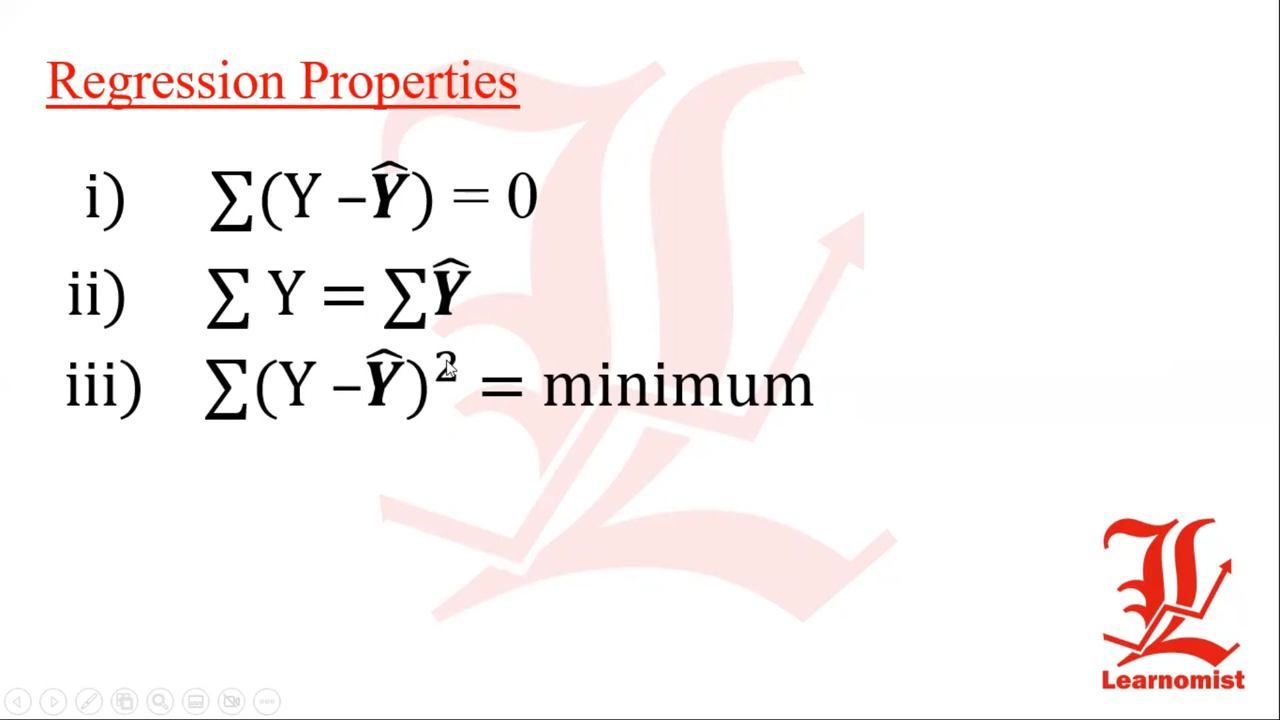 Regression Properties
i) ∑(Y –Ŷ) = 0
ii) ∑ Y = ∑Ŷ
iii) ∑(Y –Ŷ)² = minimum
Learnomist